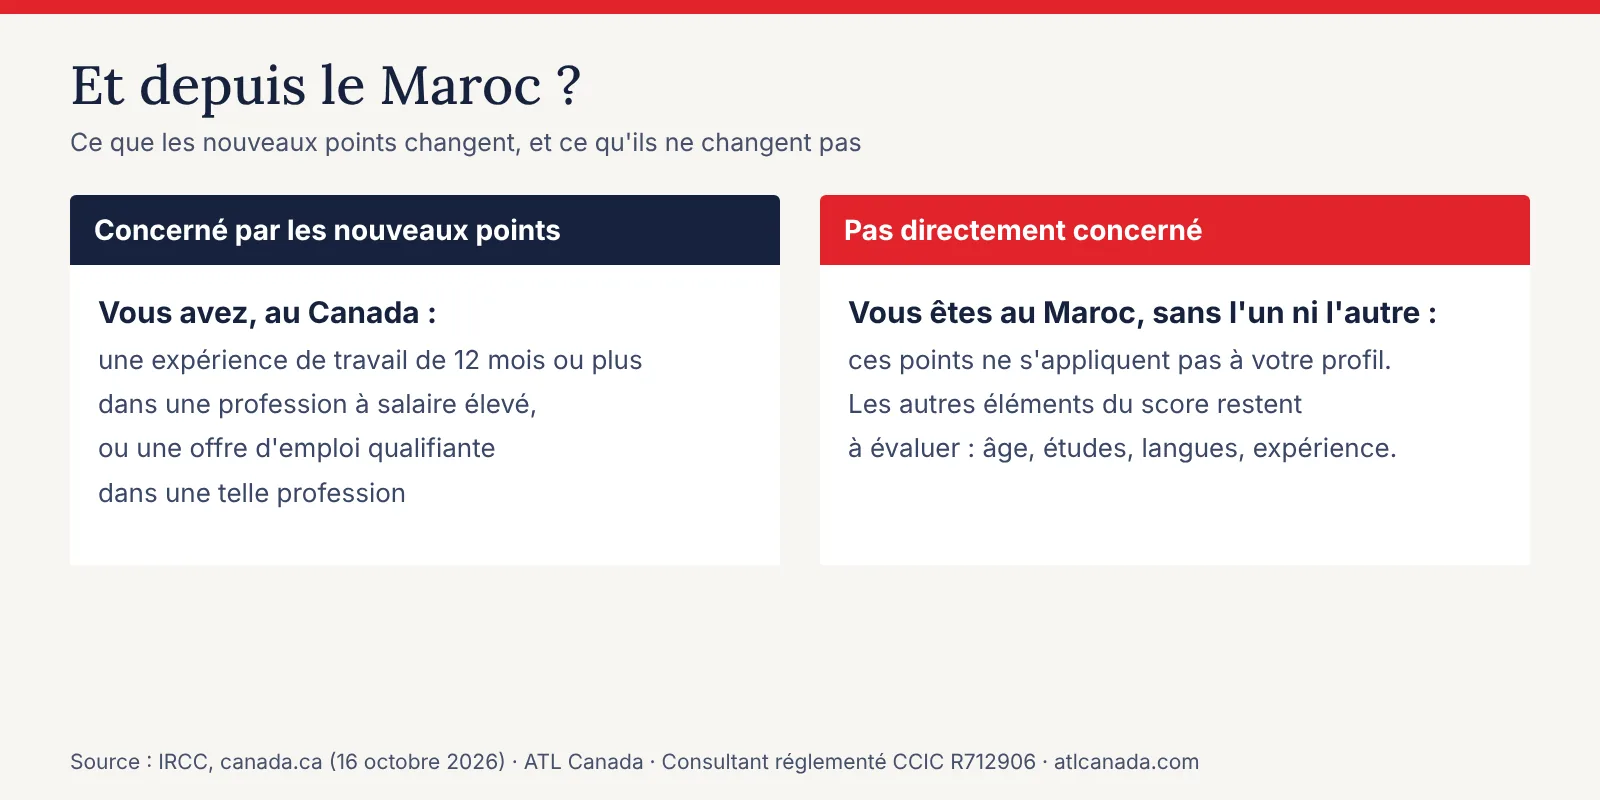 Et depuis le Maroc ?
Ce que les nouveaux points changent, et ce qu'ils ne changent pas
Concerné par les nouveaux points
Vous avez, au Canada :
une expérience de travail de 12 mois ou plus
dans une profession à salaire élevé,
ou une offre d'emploi qualifiante
dans une telle profession
Pas directement concerné
Vous êtes au Maroc, sans l'un ni l'autre :
ces points ne s'appliquent pas à votre profil.
Les autres éléments du score restent
à évaluer : âge, études, langues, expérience.
Source : IRCC, canada.ca (16 octobre 2026) · ATL Canada · Consultant réglementé CCIC R712906 · atlcanada.com